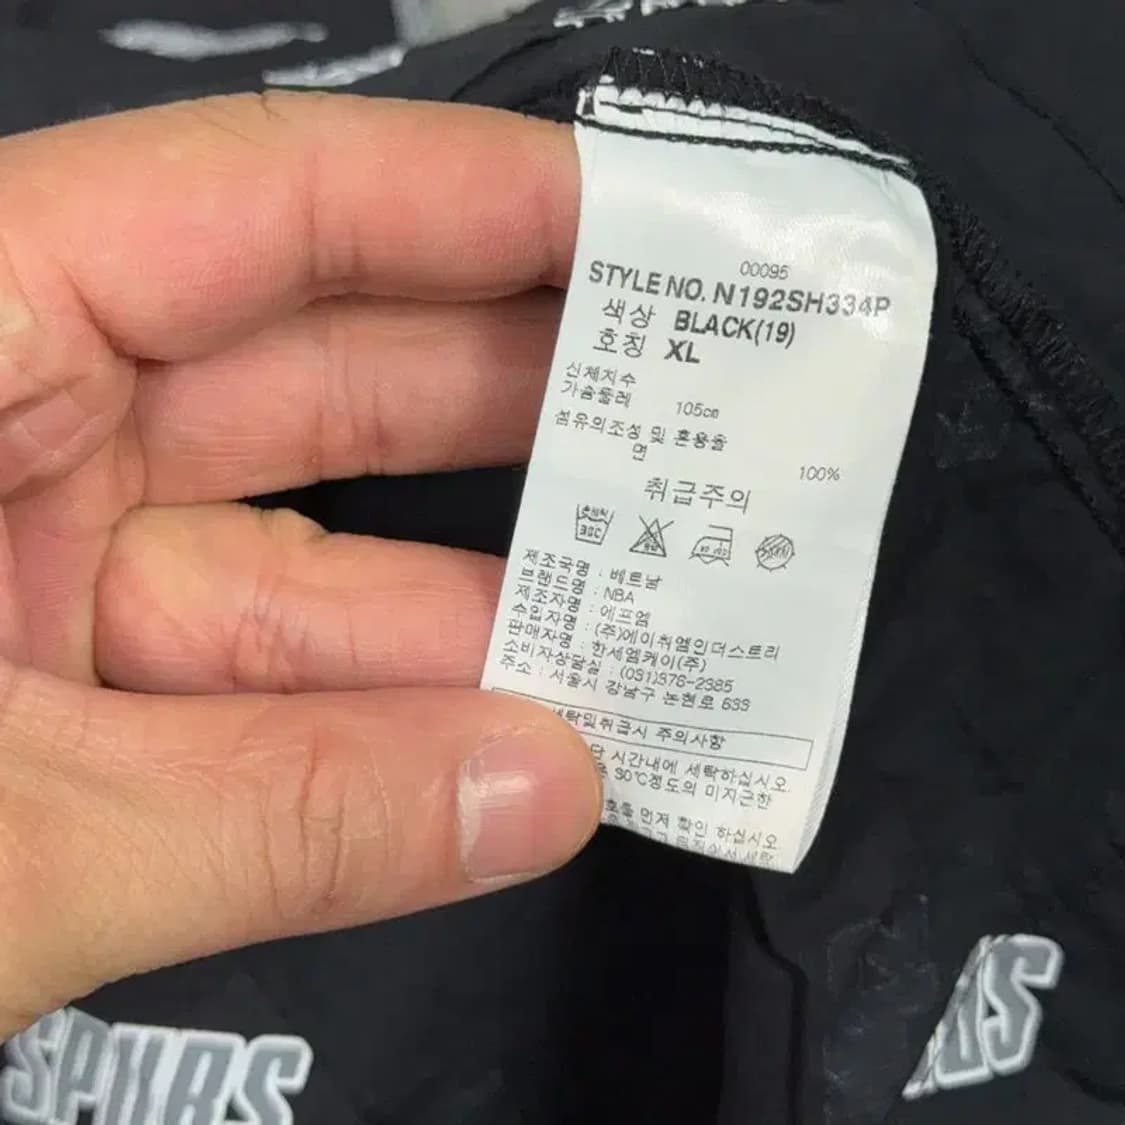 00095
STYLE NO. N192SH334P
색상 BLACK(19)
호칭 XL
신체치수
가슴둘레 105cm
섬유의조성 및 혼용율
면 100%
취급주의
제조국명 : 베트남
브랜드명 : NBA
제조자명 : 에프엠
수입자명 : (주)에이취엠인더스트리
판매자명 : 한세엠케이(주)
소비자상담실 : (031)376-2385
주소 : 서울시 강남구 논현로 633
세탁및취급시 주의사항
단 시간내에 세탁하십시오
30℃정도의 미지근한
먼저 확인 하십시오
SPURS
RS